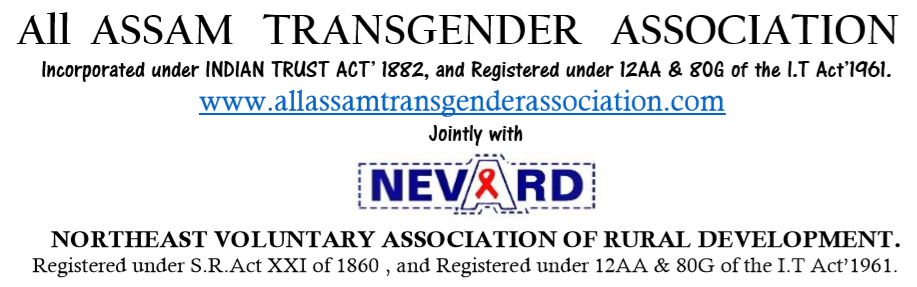 All ASSAM TRANSGENDER ASSOCIATION
Incorporated under INDIAN TRUST ACT' 1882, and Registered under 12AA & 80G of the I.T Act'1961.
www.allassamtransgenderassociation.com
Jointly with
NEVARD
NORTHEAST VOLUNTARY ASSOCIATION OF RURAL DEVELOPMENT.
Registered under S.R.Act XXI of 1860 , and Registered under 12AA & 80G of the I.T Act'1961.